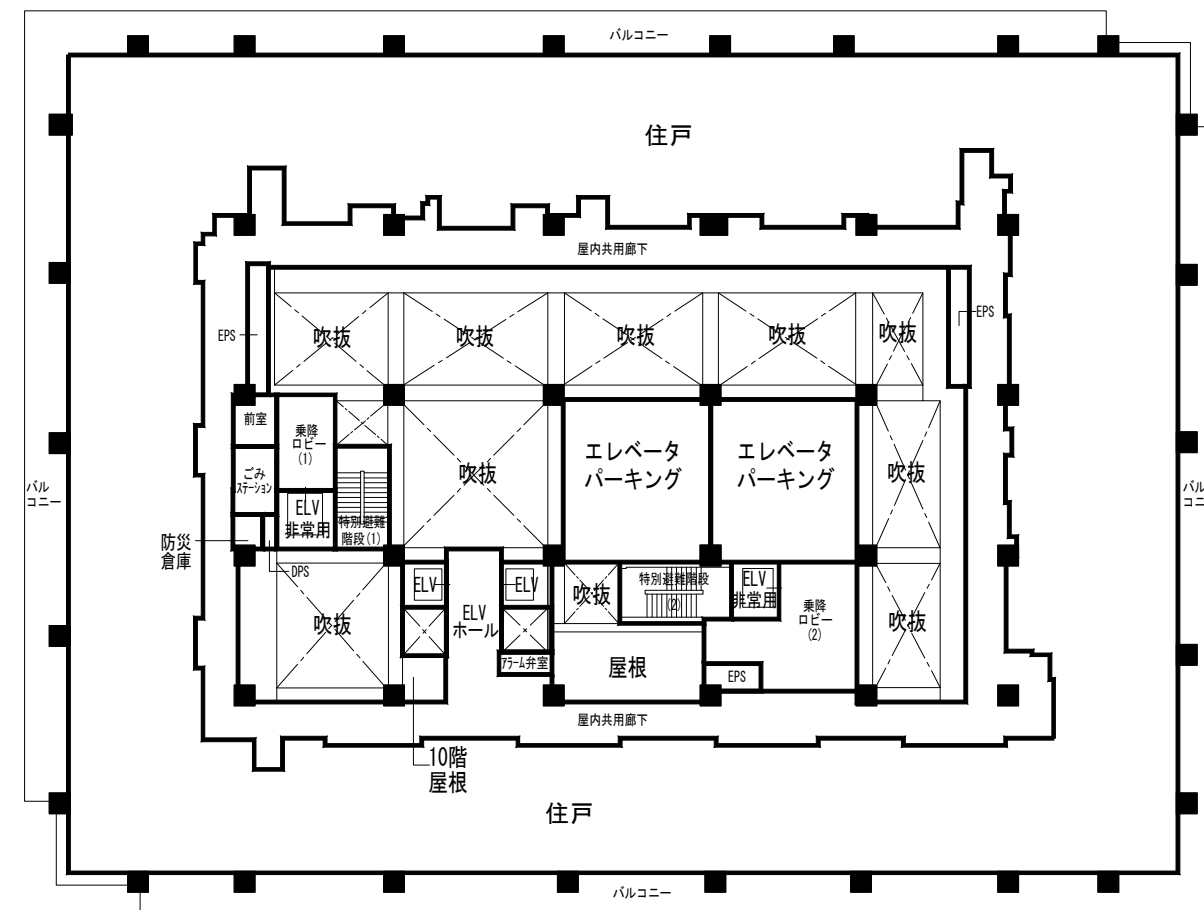 バルコニー
住戸
屋内共用廊下
EPS
吹抜
吹抜
吹抜
吹抜
吹抜
EPS
前室
乗降
ロビー
(1)
ごみ
ステーション
ELV
非常用
特別避難
階段(1)
吹抜
エレベータ
パーキング
エレベータ
パーキング
吹抜
バル
コニー
バル
コニー
防災
倉庫
DPS
吹抜
ELV
ELV
ホール
ELV
アラーム弁室
吹抜
特別避難階段
(2)
ELV
非常用
乗降
ロビー
(2)
吹抜
屋根
EPS
屋内共用廊下
10階
屋根
住戸
バルコニー